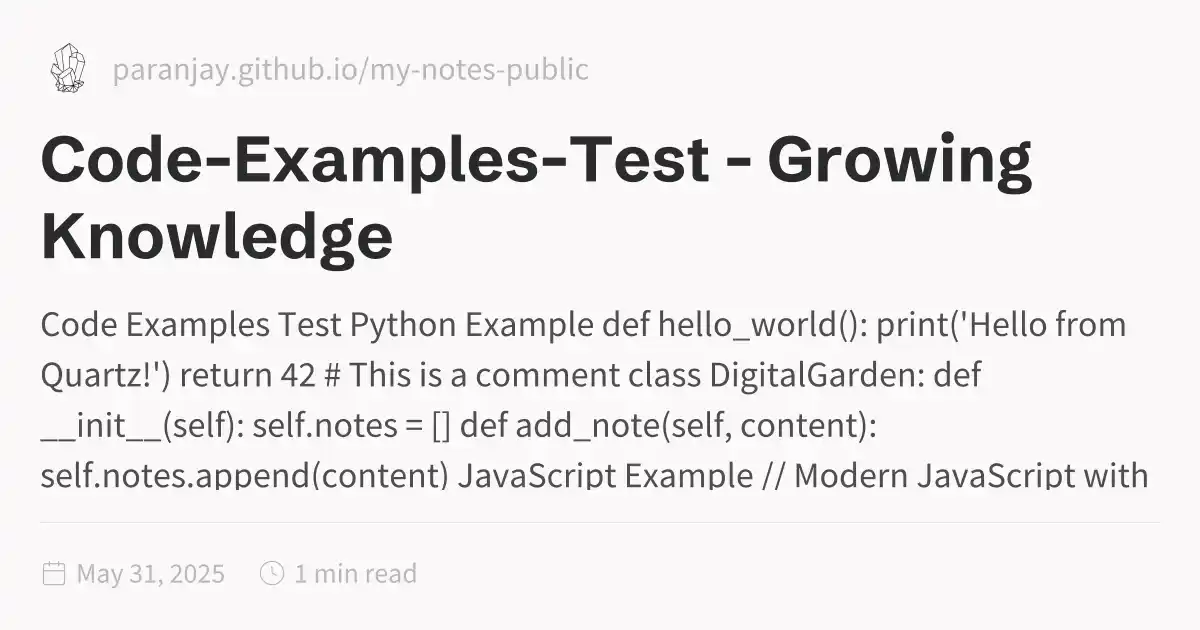 paranjay.github.io/my-notes-public
Code-Examples-Test - Growing
Knowledge
Code Examples Test Python Example def hello_world(): print('Hello from
Quartz!') return 42 # This is a comment class DigitalGarden: def
__init__(self): self.notes = [] def add_note(self, content):
self.notes.append(content) JavaScript Example // Modern JavaScript with
May 31, 2025 1 min read